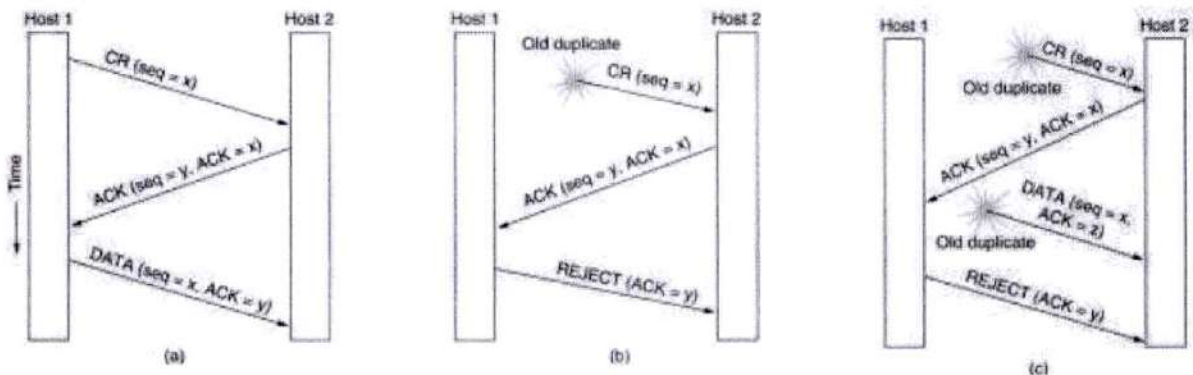 Host 1
Host 2
CR (seq = x)
ACK (seq = y, ACK = x)
DATA (seq = x, ACK = y)
Time
(a)
Host 1
Host 2
Old duplicate
CR (seq = x)
ACK (seq = y, ACK = x)
REJECT (ACK = y)
(b)
Host 1
Host 2
CR (seq = x)
Old duplicate
ACK (seq = y, ACK = x)
DATA (seq = x,
ACK = z)
Old duplicate
REJECT (ACK = y)
(c)